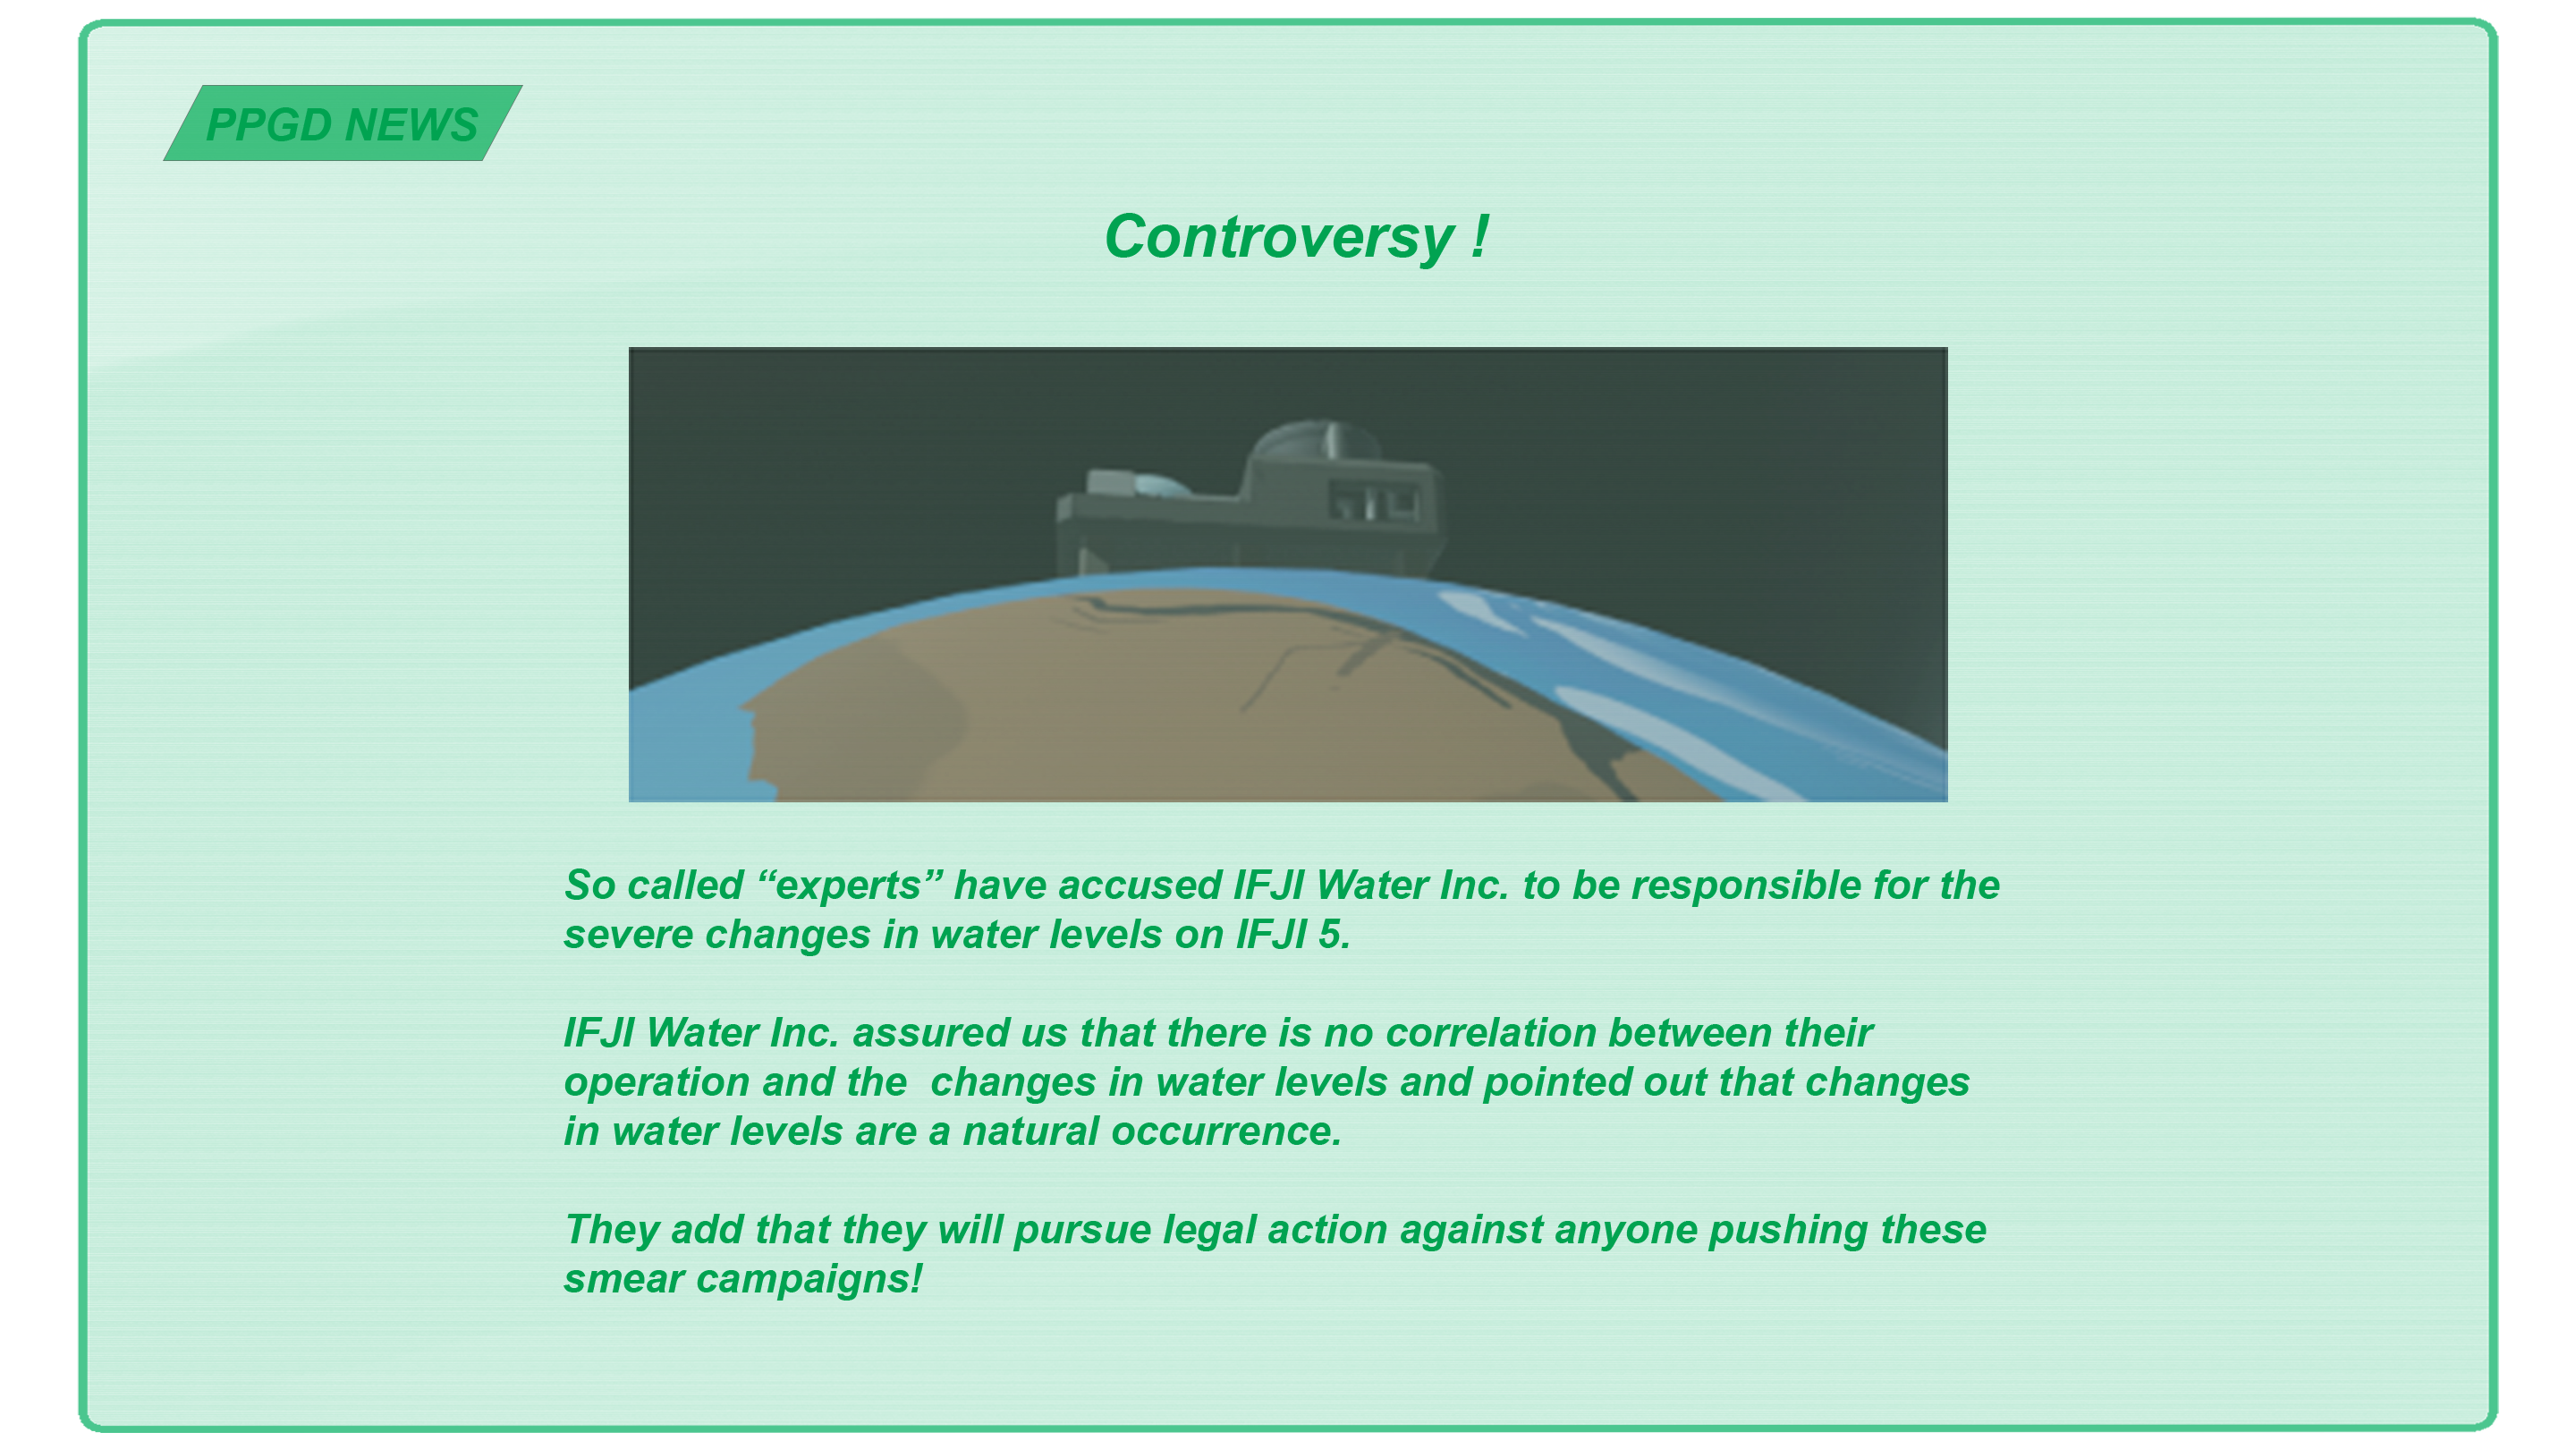 PPGD NEWS
Controversy !
So called “experts” have accused IFJI Water Inc. to be responsible for the
severe changes in water levels on IFJI 5.
IFJI Water Inc. assured us that there is no correlation between their
operation and the  changes in water levels and pointed out that changes
in water levels are a natural occurrence.
They add that they will pursue legal action against anyone pushing these
smear campaigns!